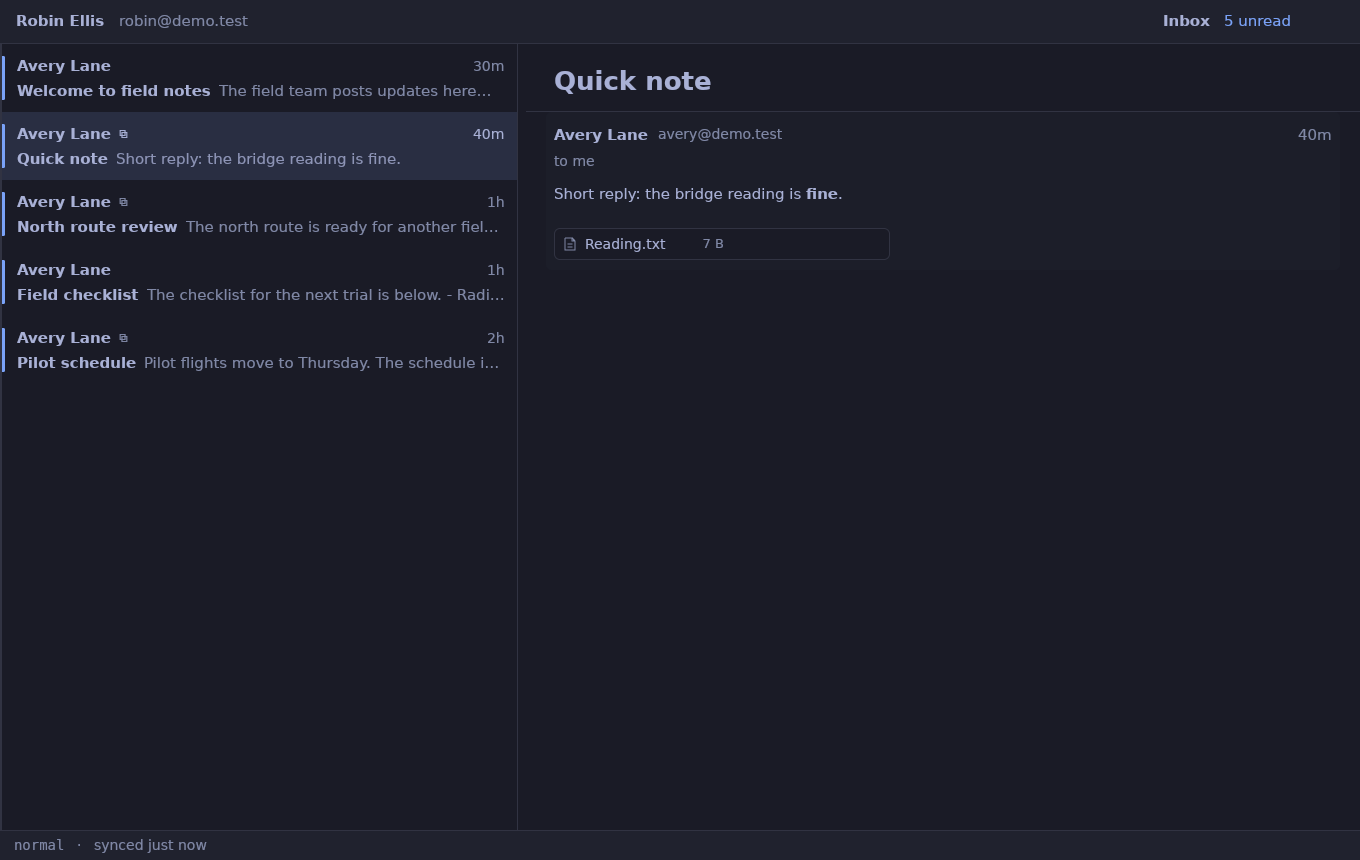 Robin Ellis robin@demo.test
Inbox 5 unread
Avery Lane 30m
Welcome to field notes The field team posts updates here…
Avery Lane 40m
Quick note Short reply: the bridge reading is fine.
Avery Lane 1h
North route review The north route is ready for another fiel…
Avery Lane 1h
Field checklist The checklist for the next trial is below. - Radi…
Avery Lane 2h
Pilot schedule Pilot flights move to Thursday. The schedule i…
Quick note
Avery Lane avery@demo.test 40m
to me
Short reply: the bridge reading is fine.
Reading.txt 7 B
normal · synced just now